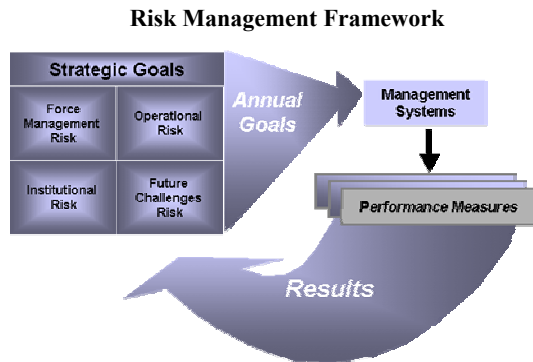 Risk Management Framework
Strategic Goals
Force
Management
Risk
Operational
Risk
Institutional
Risk
Future
Challenges
Risk
Annual
Goals
Management
Systems
Performance Measures
Results